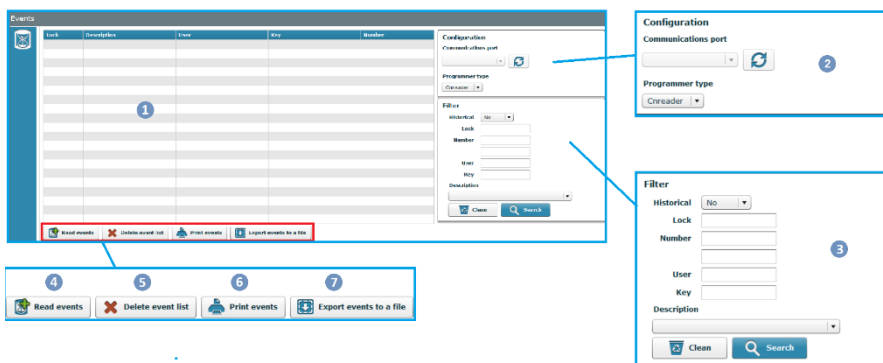 Events
Lock Description User Key Number
1
Configuration
Communications port
Programmer type
Cnreader
Filter
Historical No
Lock
Number
User
Key
Description
Clean Search
Read events Delete event list Print events Export events to a file
Configuration
Communications port
2
Programmer type
Cnreader
Filter
Historical No
Lock
Number
3
User
Key
Description
Clean Search
4 5 6 7
Read events Delete event list Print events Export events to a file